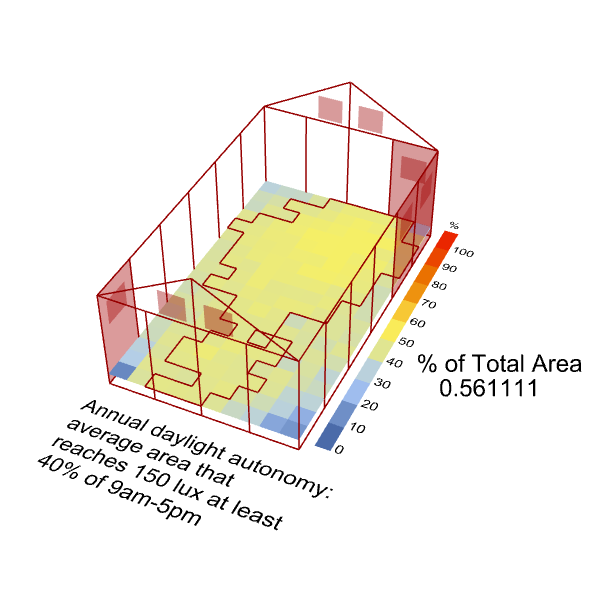 %
100
90
80
70
60
50
40
30
20
10
0
% of Total Area
0.561111
Annual daylight autonomy:
average area that
reaches 150 lux at least
40% of 9am-5pm